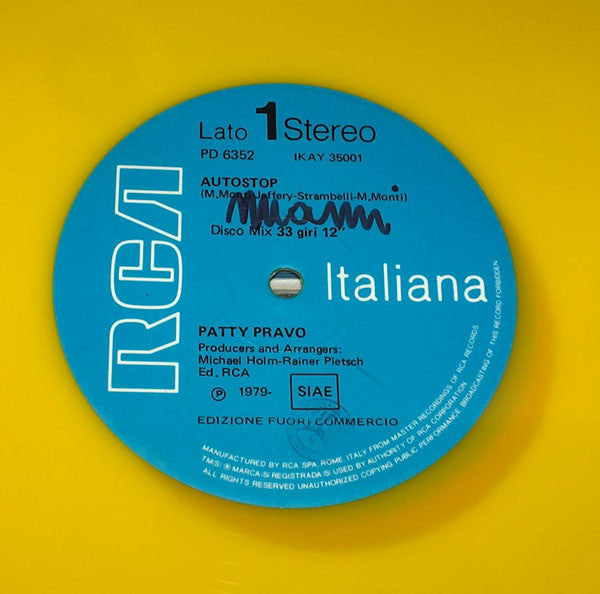 Lato 1 Stereo
PD 6352 IKAY 35001
AUTOSTOP
(M.Monti-Jeffery-Strambelli-M.Monti)
Disco Mix 33 giri 12"
RCA
Italiana
PATTY PRAVO
Producers and Arrangers:
Michael Holm-Rainer Pietsch
Ed. RCA
Ⓟ 1979- SIAE
EDIZIONE FUORI COMMERCIO
MANUFACTURED BY RCA SPA, ROME, ITALY, FROM MASTER RECORDINGS OF RCA RECORDS
TM(S) ® MARCA(S) REGISTRADA(S) USED BY AUTHORITY OF RCA CORPORATION
ALL RIGHTS RESERVED UNAUTHORIZED COPYING PUBLIC PERFORMANCE BROADCASTING OF THIS RECORD FORBIDDEN